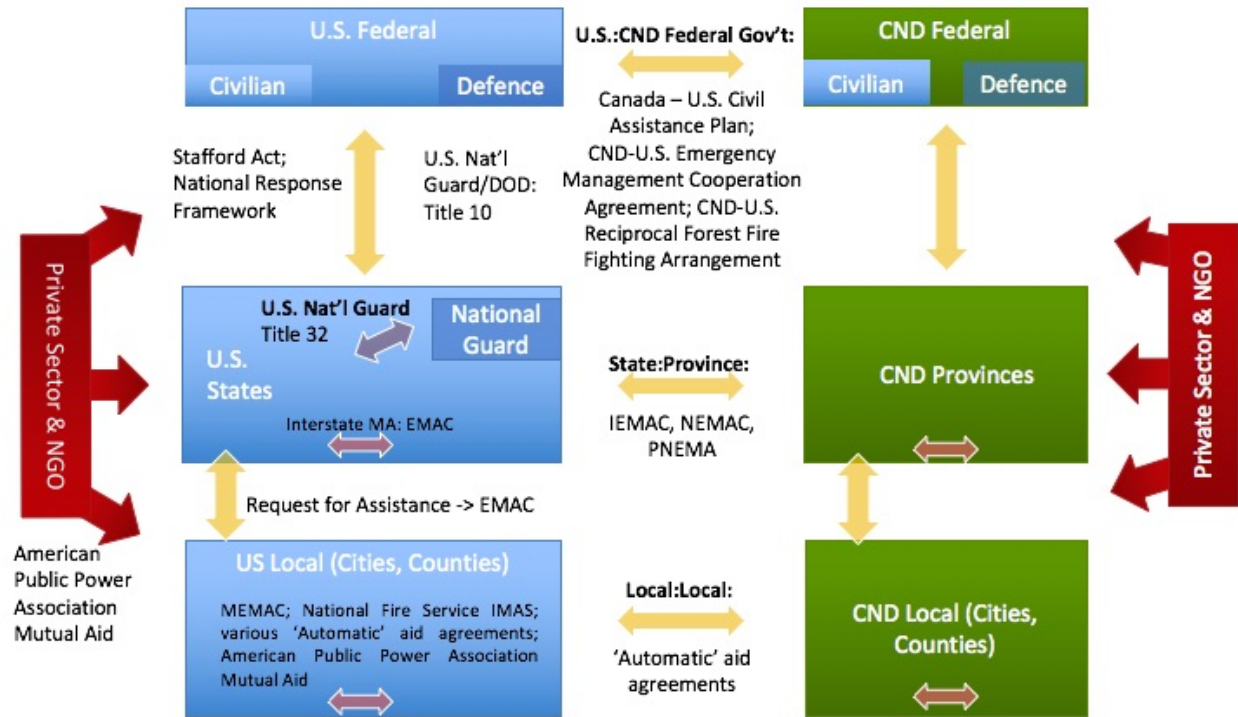 U.S. Federal
Civilian
Defence
U.S.:CND Federal Gov’t:
CND Federal
Civilian
Defence
Canada – U.S. Civil
Assistance Plan;
CND-U.S. Emergency
Management Cooperation
Agreement; CND-U.S.
Reciprocal Forest Fire
Fighting Arrangement
Stafford Act;
National Response
Framework
U.S. Nat’l
Guard/DOD:
Title 10
Private Sector & NGO
U.S. Nat’l Guard
Title 32
National
Guard
U.S.
States
Interstate MA: EMAC
State:Province:
IEMAC, NEMAC,
PNEMA
CND Provinces
Private Sector & NGO
Request for Assistance -> EMAC
American
Public Power
Association
Mutual Aid
US Local (Cities, Counties)
MEMAC; National Fire Service IMAS;
various ‘Automatic’ aid agreements;
American Public Power Association
Mutual Aid
Local:Local:
‘Automatic’ aid
agreements
CND Local (Cities,
Counties)